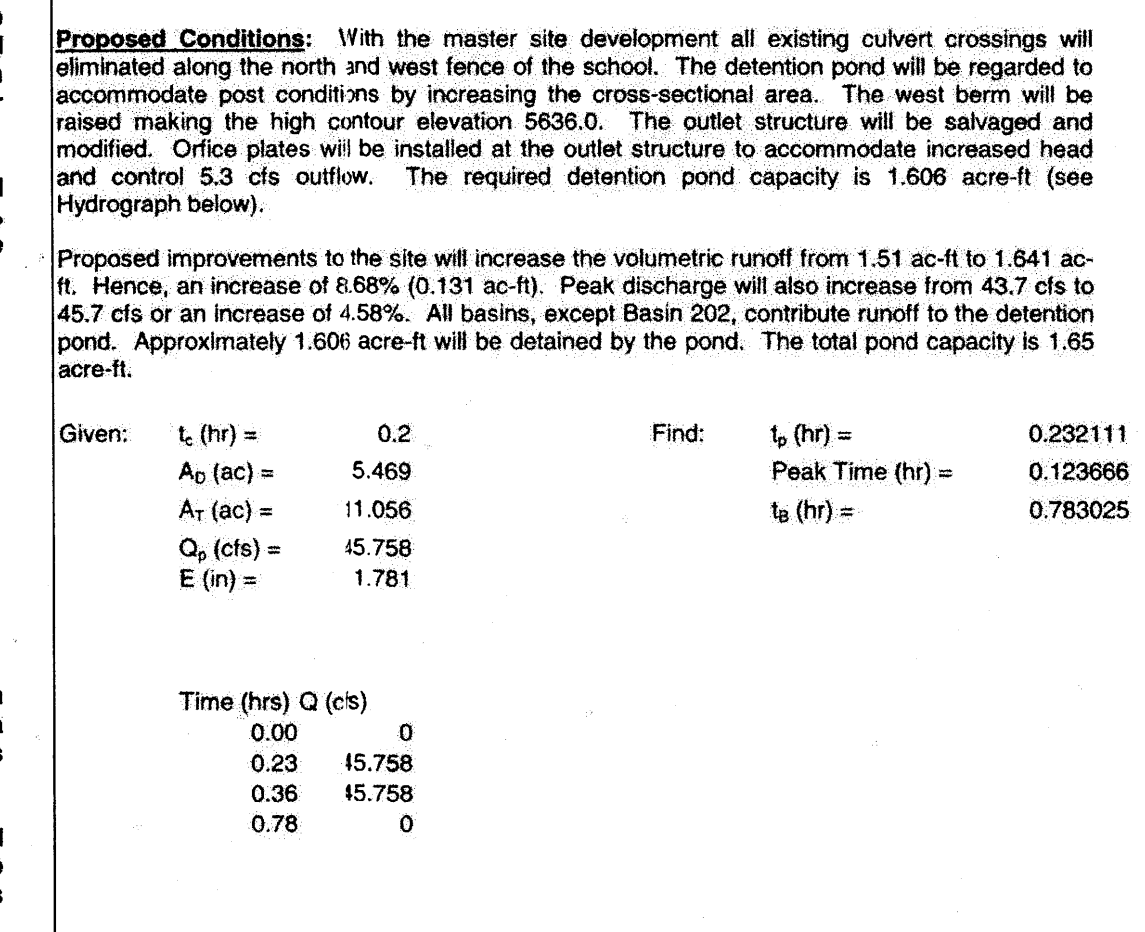 Proposed Conditions: With the master site development all existing culvert crossings will
eliminated along the north and west fence of the school. The detention pond will be regarded to
accommodate post conditions by increasing the cross-sectional area. The west berm will be
raised making the high contour elevation 5636.0. The outlet structure will be salvaged and
modified. Orfice plates will be installed at the outlet structure to accommodate increased head
and control 5.3 cfs outflow. The required detention pond capacity is 1.606 acre-ft (see
Hydrograph below).
Proposed improvements to the site will increase the volumetric runoff from 1.51 ac-ft to 1.641 ac-
ft. Hence, an increase of 8.68% (0.131 ac-ft). Peak discharge will also increase from 43.7 cfs to
45.7 cfs or an increase of 4.58%. All basins, except Basin 202, contribute runoff to the detention
pond. Approximately 1.606 acre-ft will be detained by the pond. The total pond capacity is 1.65
acre-ft.
Given: tc (hr) = 0.2 Find: tp (hr) = 0.232111
AD (ac) = 5.469 Peak Time (hr) = 0.123666
AT (ac) = 11.056 tB (hr) = 0.783025
Qp (cfs) = 45.758
E (in) = 1.781
Time (hrs) Q (cfs)
0.00 0
0.23 45.758
0.36 45.758
0.78 0